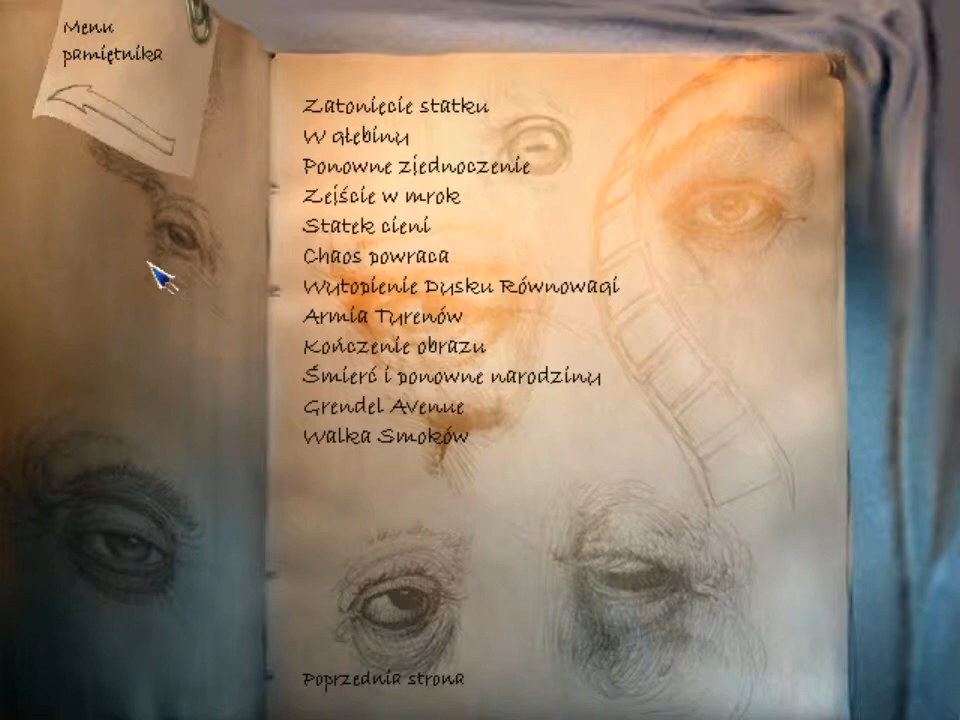 Menu
pamiętnika
Zatonięcie statku
W głębiny
Ponowne zjednoczenie
Zejście w mrok
Statek cieni
Chaos powraca
Wytopienie Dysku Równowagi
Armia Tyrenów
Kończenie obrazu
Śmierć i ponowne narodziny
Grendel Avenue
Walka Smoków
Poprzednia strona